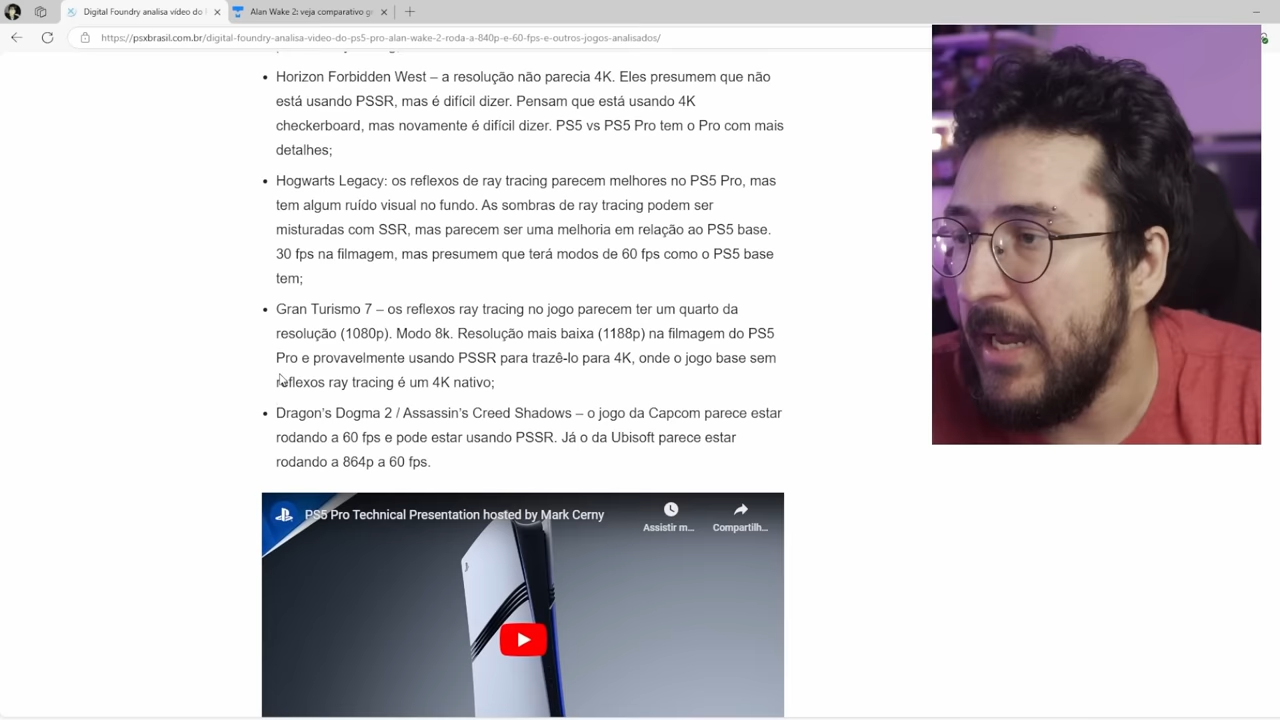 Digital Foundry analisa vídeo do
Alan Wake 2: veja comparativo g
https://psxbrasil.com.br/digital-foundry-analisa-video-do-ps5-pro-alan-wake-2-roda-a-840p-e-60-fps-e-outros-jogos-analisados/
Horizon Forbidden West – a resolução não parecia 4K. Eles presumem que não
está usando PSSR, mas é difícil dizer. Pensam que está usando 4K
checkerboard, mas novamente é difícil dizer. PS5 vs PS5 Pro tem o Pro com mais
detalhes;
Hogwarts Legacy: os reflexos de ray tracing parecem melhores no PS5 Pro, mas
tem algum ruído visual no fundo. As sombras de ray tracing podem ser
misturadas com SSR, mas parecem ser uma melhoria em relação ao PS5 base.
30 fps na filmagem, mas presumem que terá modos de 60 fps como o PS5 base
tem;
Gran Turismo 7 – os reflexos ray tracing no jogo parecem ter um quarto da
resolução (1080p). Modo 8k. Resolução mais baixa (1188p) na filmagem do PS5
Pro e provavelmente usando PSSR para trazê-lo para 4K, onde o jogo base sem
reflexos ray tracing é um 4K nativo;
Dragon’s Dogma 2 / Assassin’s Creed Shadows – o jogo da Capcom parece estar
rodando a 60 fps e pode estar usando PSSR. Já o da Ubisoft parece estar
rodando a 864p a 60 fps.
PS5 Pro Technical Presentation hosted by Mark Cerny
Assistir m...
Compartilh...